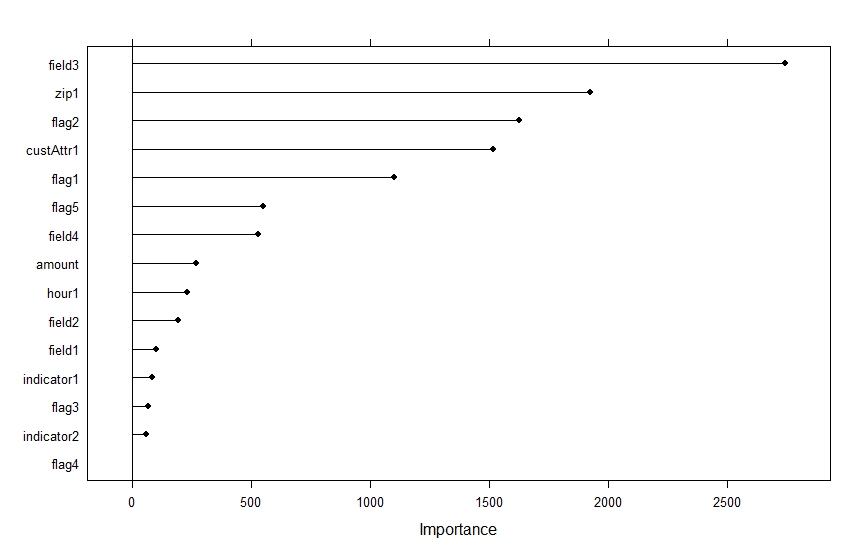 field3
zip1
flag2
custAttr1
flag1
flag5
field4
amount
hour1
field2
field1
indicator1
flag3
indicator2
flag4
0 500 1000 1500 2000 2500
Importance